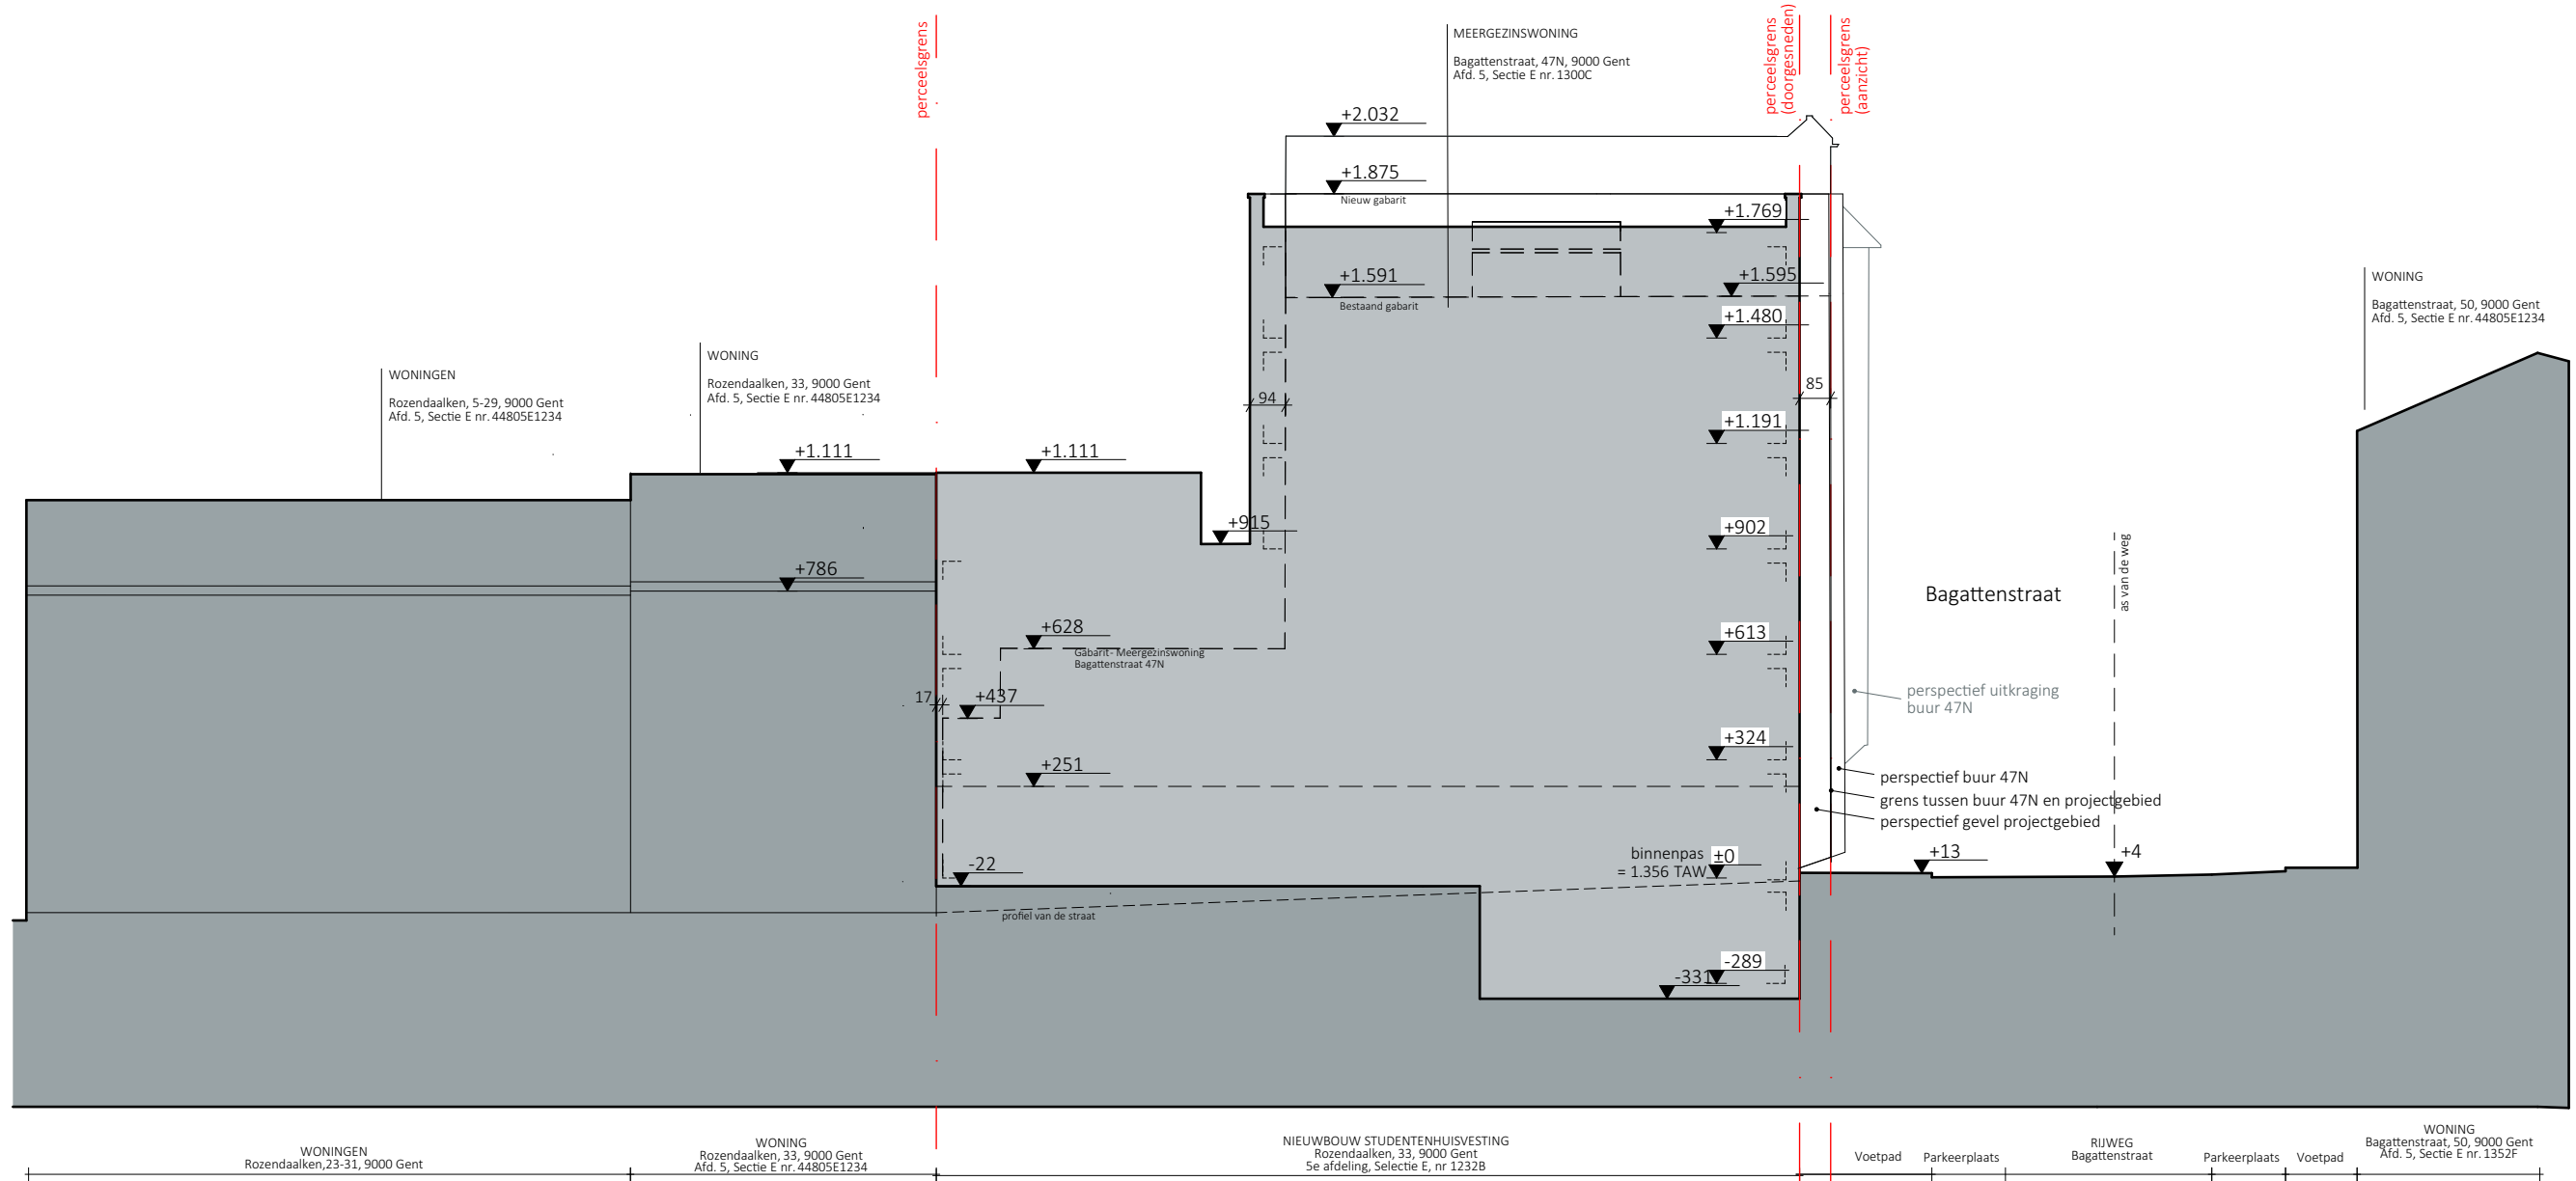 perceelsgrens
MEERGEZINSWONING
Bagattenstraat, 47N, 9000 Gent
Afd. 5, Sectie E nr. 1300C
perceelsgrens
(doorgesneden)
perceelsgrens
(aanzicht)
+2.032
+1.875
Nieuw gabarit
+1.769
+1.591
Bestaand gabarit
+1.595
+1.480
WONING
Bagattenstraat, 50, 9000 Gent
Afd. 5, Sectie E nr. 44805E1234
WONINGEN
Rozendaalken, 5-29, 9000 Gent
Afd. 5, Sectie E nr. 44805E1234
WONING
Rozendaalken, 33, 9000 Gent
Afd. 5, Sectie E nr. 44805E1234
94
85
+1.111
+1.111
+1.191
+915
+902
+786
Bagattenstraat
as van de weg
+628
Gabarit - Meergezinswoning
Bagattenstraat 47N
+613
17
+437
perspectief uitkraging
buur 47N
+324
+251
perspectief buur 47N
grens tussen buur 47N en projectgebied
perspectief gevel projectgebied
-22
binnenpas
= 1.356 TAW
±0
+13
+4
profiel van de straat
-289
-331
WONINGEN
Rozendaalken,23-31, 9000 Gent
WONING
Rozendaalken, 33, 9000 Gent
Afd. 5, Sectie E nr. 44805E1234
NIEUWBOUW STUDENTENHUISVESTING
Rozendaalken, 33, 9000 Gent
5e afdeling, Selectie E, nr 1232B
Voetpad
Parkeerplaats
RIJWEG
Bagattenstraat
Parkeerplaats
Voetpad
WONING
Bagattenstraat, 50, 9000 Gent
Afd. 5, Sectie E nr. 1352F